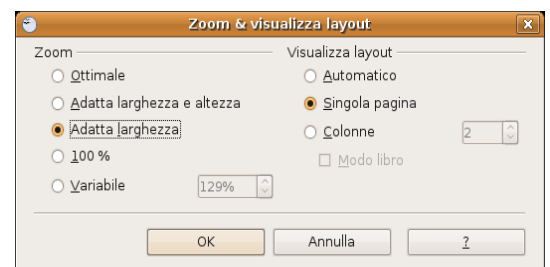 Zoom & visualizza layout
Zoom
Ottimale
Adatta larghezza e altezza
Adatta larghezza
100 %
Variabile 129%
Visualizza layout
Automatico
Singola pagina
Colonne 2
Modo libro
OK Annulla ?